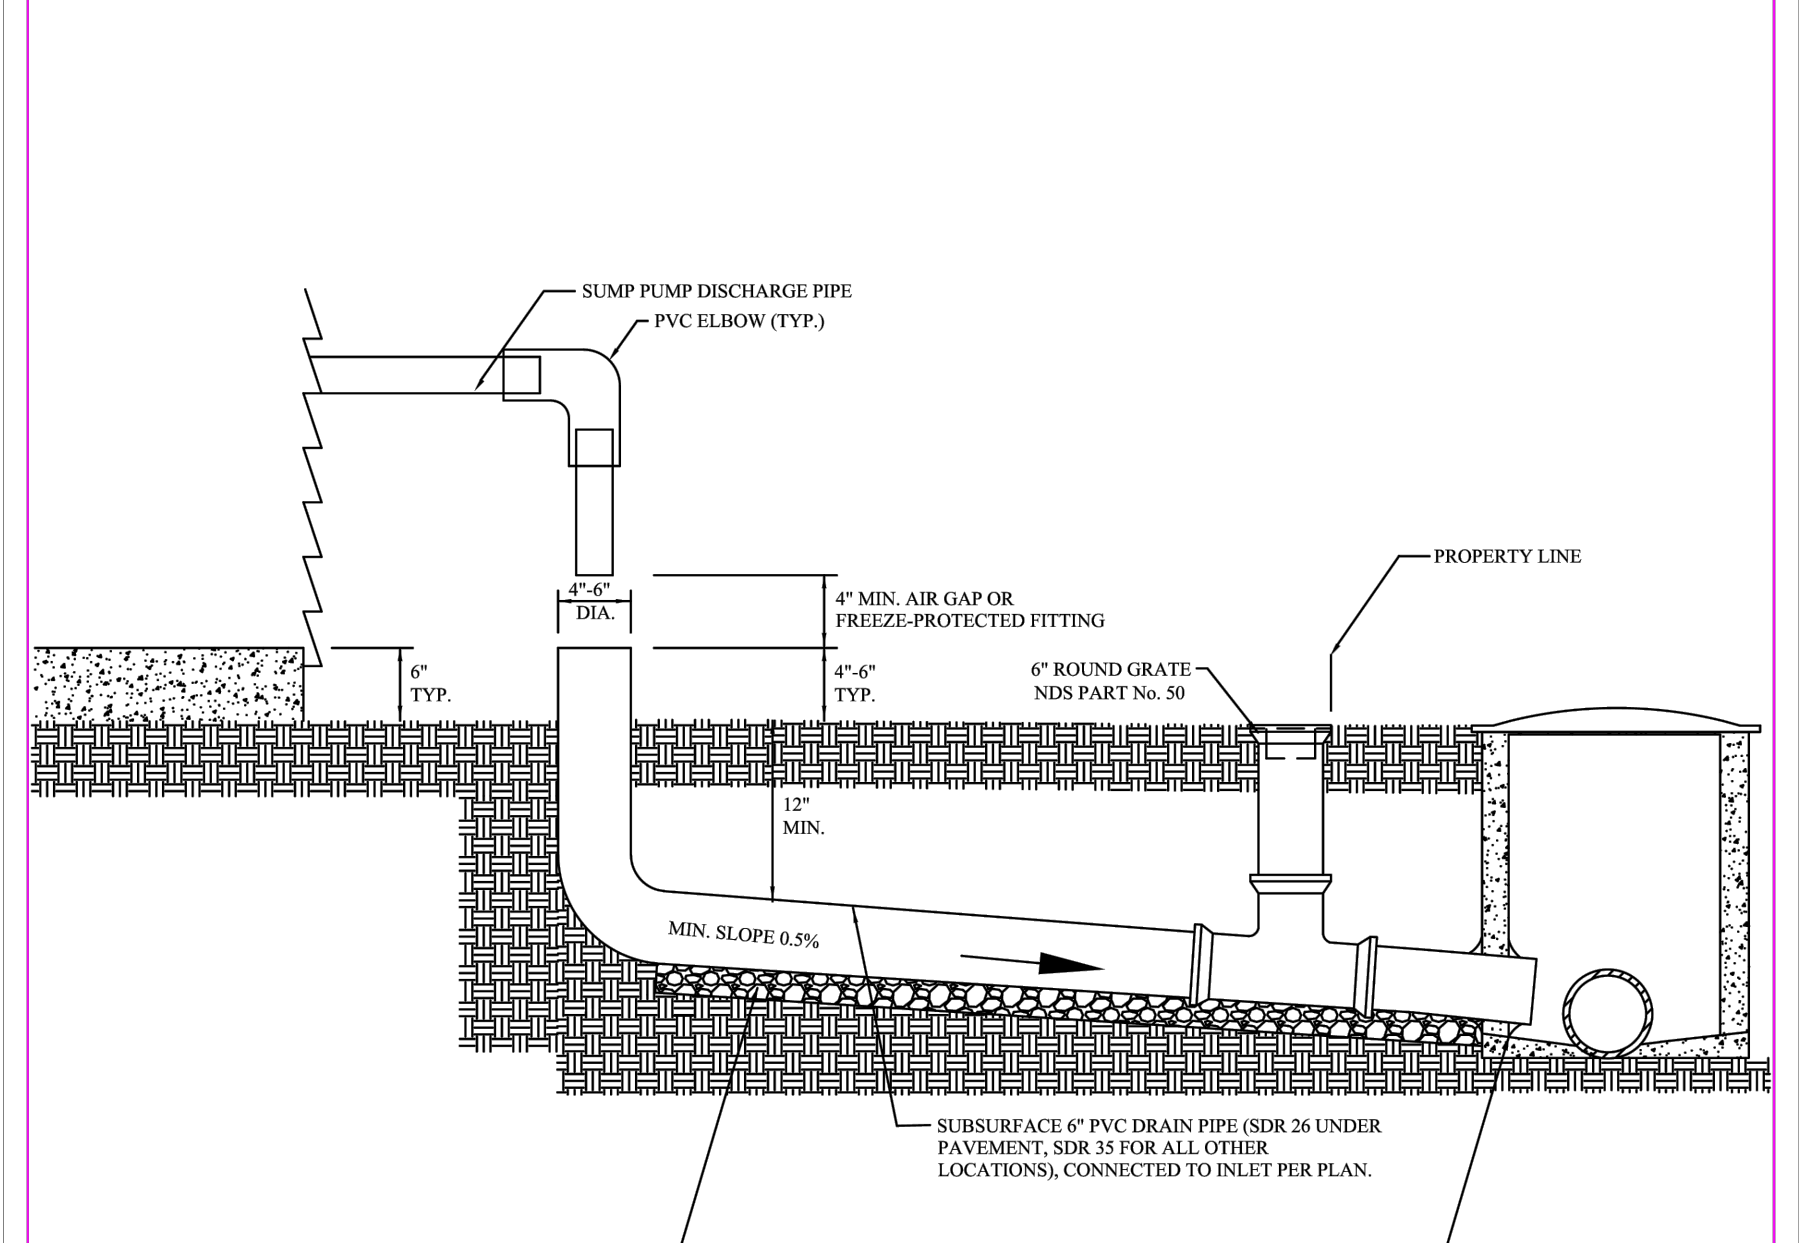 SUMP PUMP DISCHARGE PIPE
PVC ELBOW (TYP.)
PROPERTY LINE
4"-6"
DIA.
4" MIN. AIR GAP OR
FREEZE-PROTECTED FITTING
6"
TYP.
4"-6"
TYP.
6" ROUND GRATE
NDS PART No. 50
12"
MIN.
MIN. SLOPE 0.5%
SUBSURFACE 6" PVC DRAIN PIPE (SDR 26 UNDER
PAVEMENT, SDR 35 FOR ALL OTHER
LOCATIONS), CONNECTED TO INLET PER PLAN.